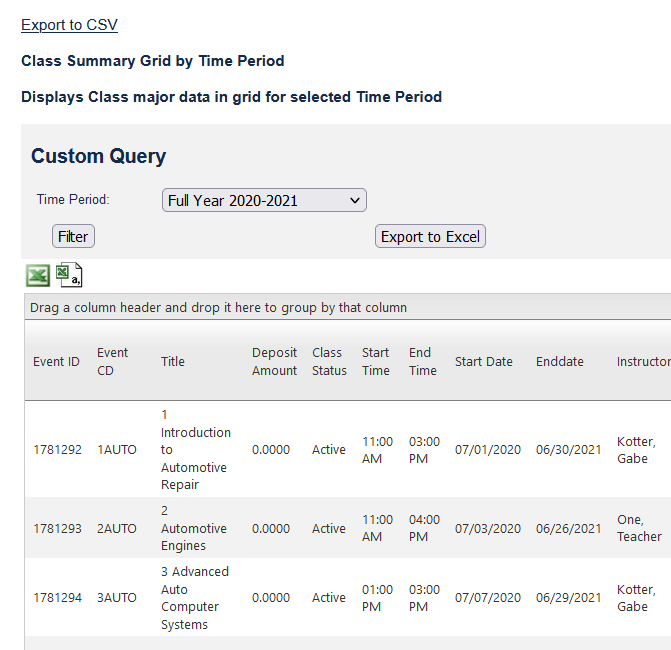 Export to CSV
Class Summary Grid by Time Period
Displays Class major data in grid for selected Time Period
Custom Query
Time Period: Full Year 2020-2021
Filter Export to Excel
a,
Drag a column header and drop it here to group by that column
Event ID Event CD Title Deposit Amount Class Status Start Time End Time Start Date Enddate Instructor
1781292 1AUTO 1 Introduction to Automotive Repair 0.0000 Active 11:00 AM 03:00 PM 07/01/2020 06/30/2021 Kotter, Gabe
1781293 2AUTO 2 Automotive Engines 0.0000 Active 11:00 AM 04:00 PM 07/03/2020 06/26/2021 One, Teacher
1781294 3AUTO 3 Advanced Auto Computer Systems 0.0000 Active 01:00 PM 03:00 PM 07/07/2020 06/29/2021 Kotter, Gabe